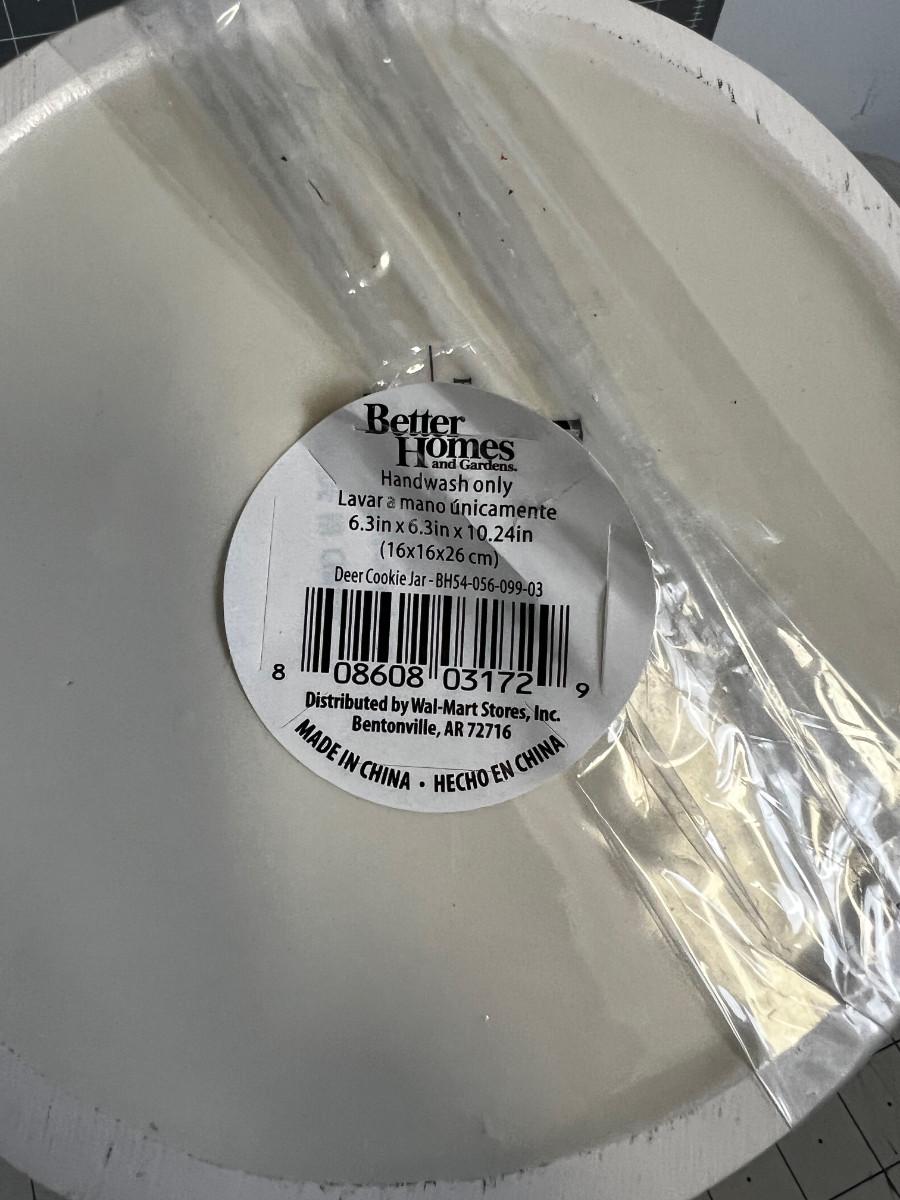 Better
Homes
and Gardens.
Handwash only
Lavar a mano únicamente
6.3in x 6.3in x 10.24in
(16x16x26 cm)
Deer Cookie Jar - BH54-056-099-03
8 08608 03172 9
Distributed by Wal-Mart Stores, Inc.
Bentonville, AR 72716
MADE IN CHINA • HECHO EN CHINA